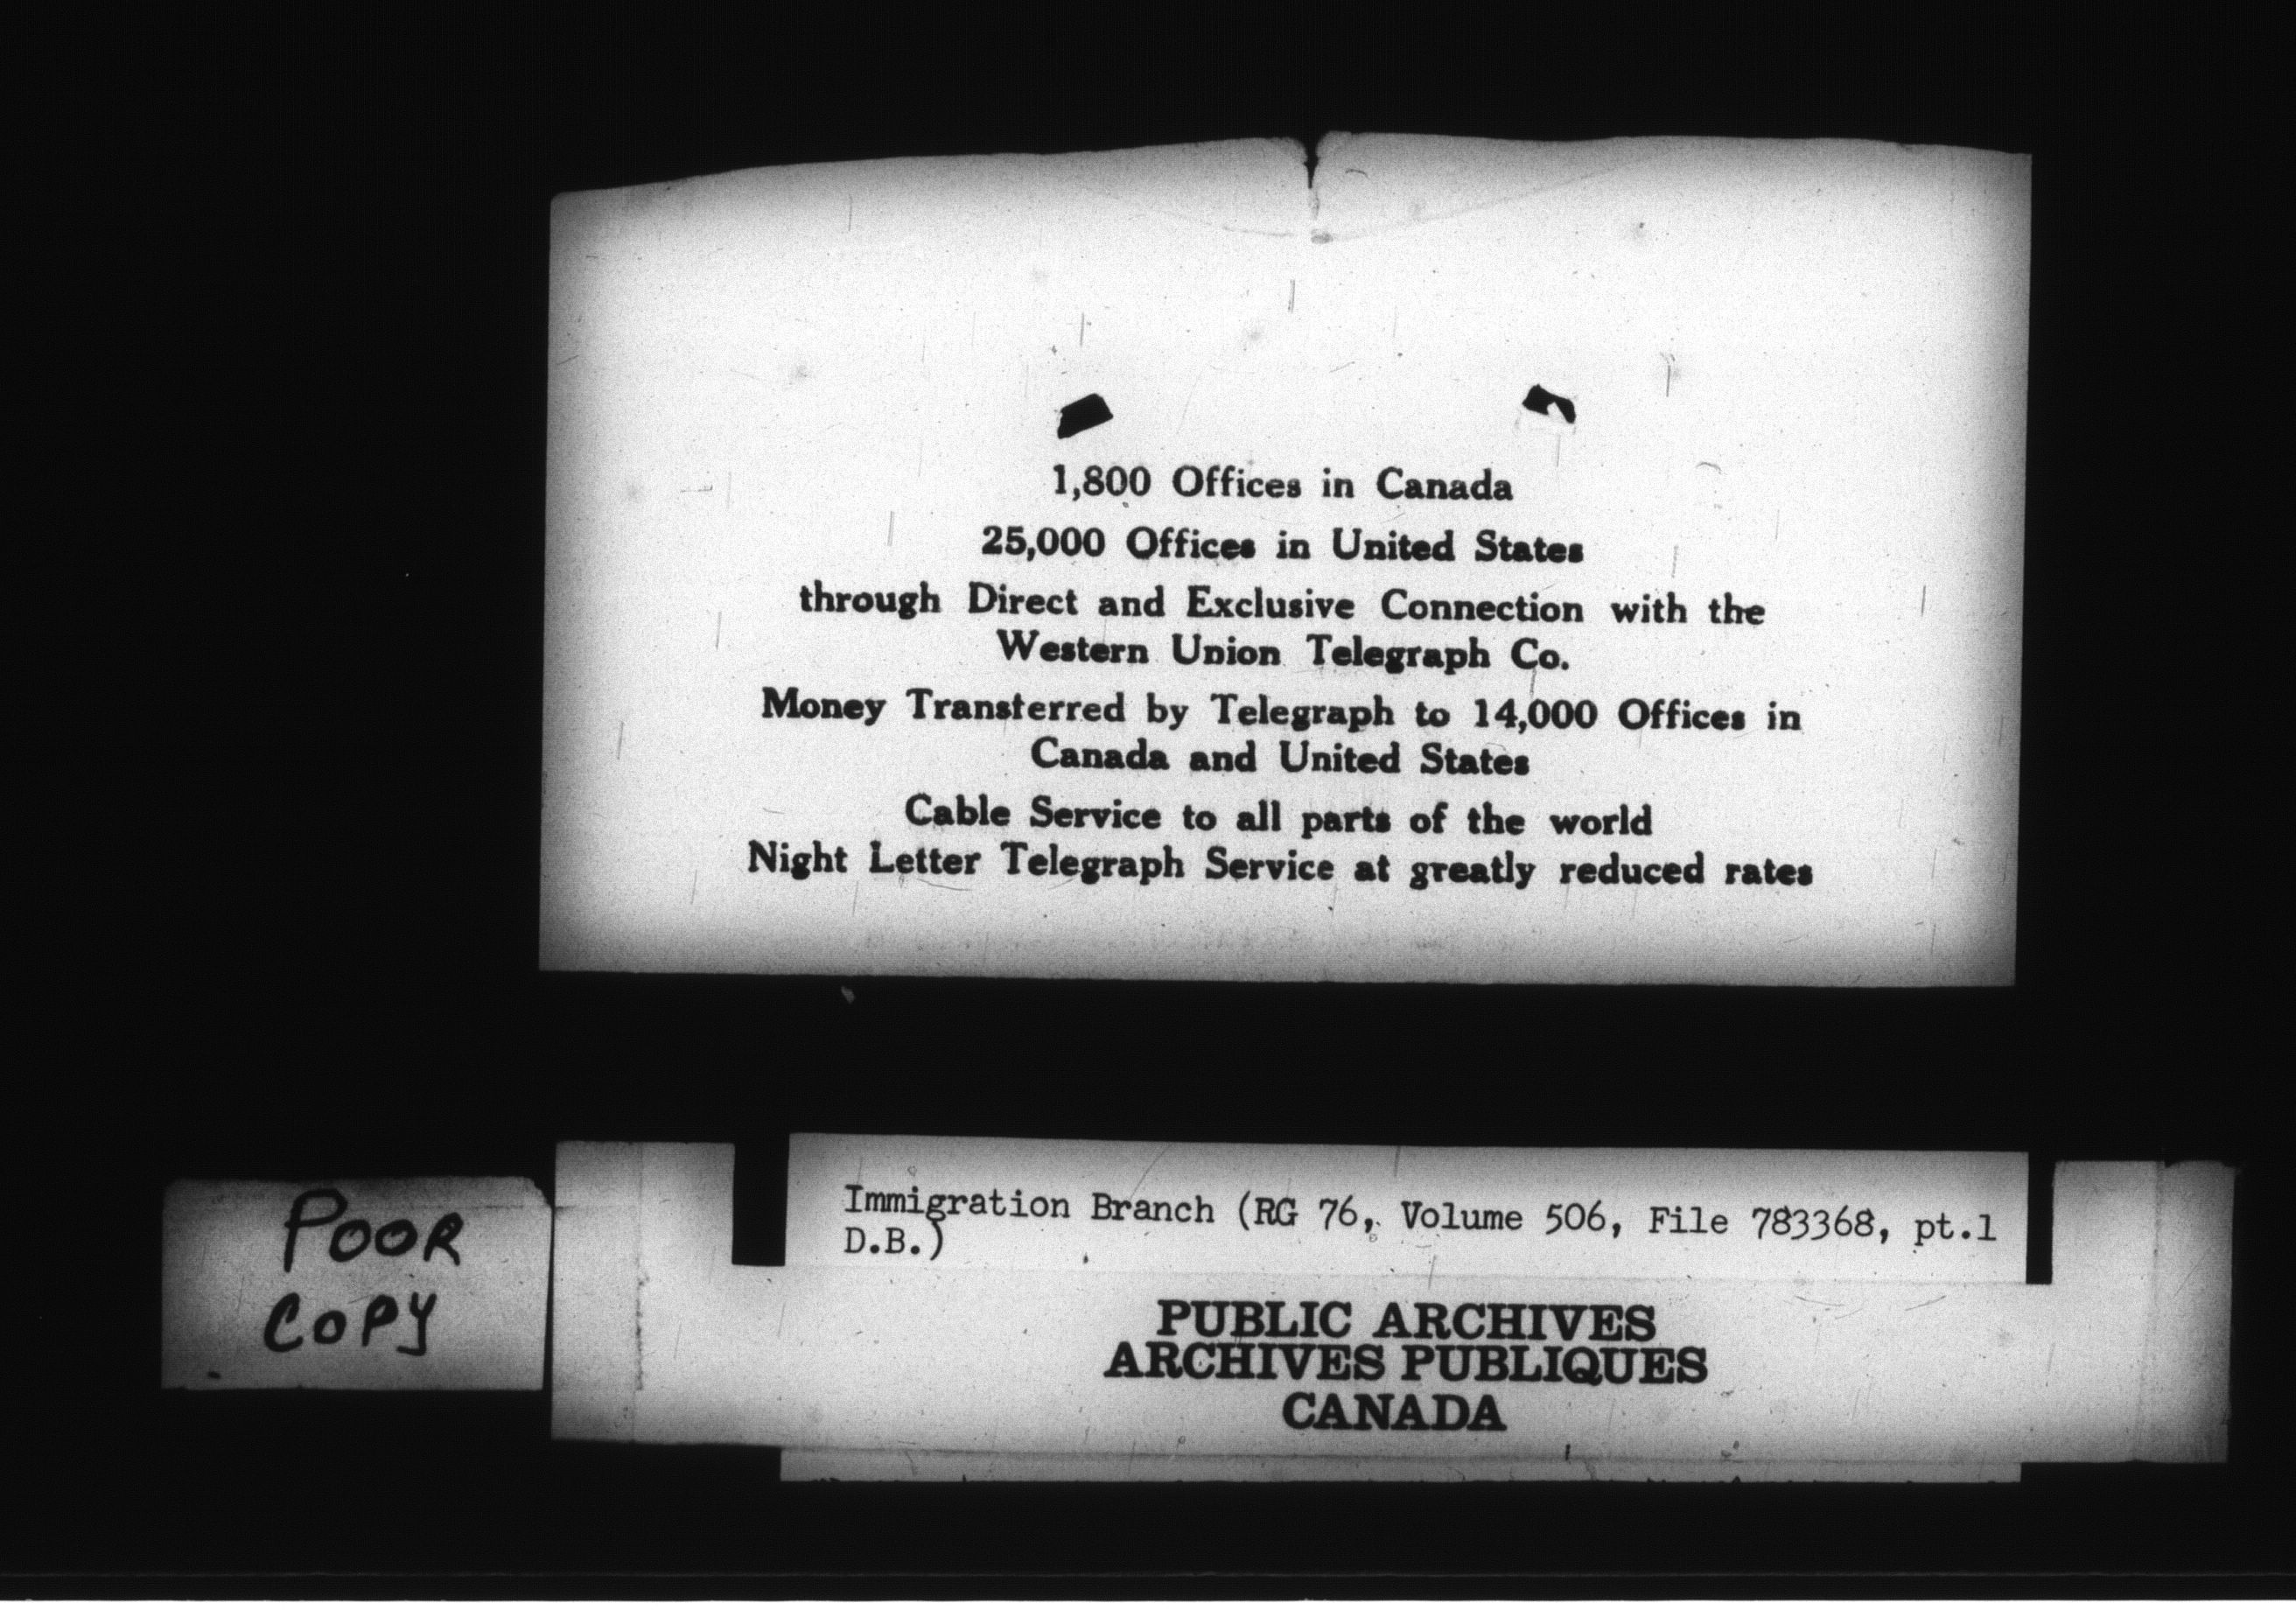 1,800 Offices in Canada
25,000 Offices in United States
through Direct and Exclusive Connection with the
Western Union Telegraph Co.
Money Transferred by Telegraph to 14,000 Offices in
Canada and United States
Cable Service to all parts of the world
Night Letter Telegraph Service at greatly reduced rates
POOR
COPY
Immigration Branch (RG 76, Volume 506, File 783368, pt.1
D.B.)
PUBLIC ARCHIVES
ARCHIVES PUBLIQUES
CANADA